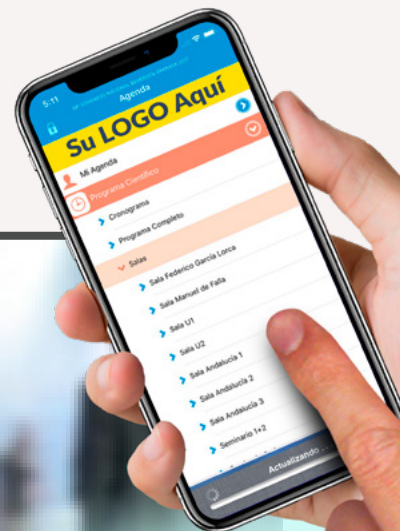 5:11
Agenda
Su LOGO Aquí
Mi Agenda
Programa Científico
Cronograma
Programa Completo
Salas
Sala Federico García Lorca
Sala Manuel de Falla
Sala U1
Sala U2
Sala Andalucía 1
Sala Andalucía 2
Sala Andalucía 3
Seminario 1+2
Actualizando . . .